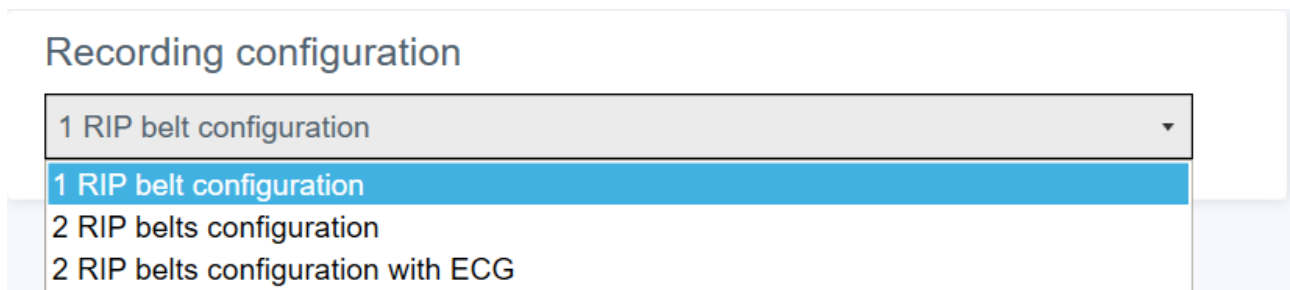 Recording configuration
1 RIP belt configuration
1 RIP belt configuration
2 RIP belts configuration
2 RIP belts configuration with ECG